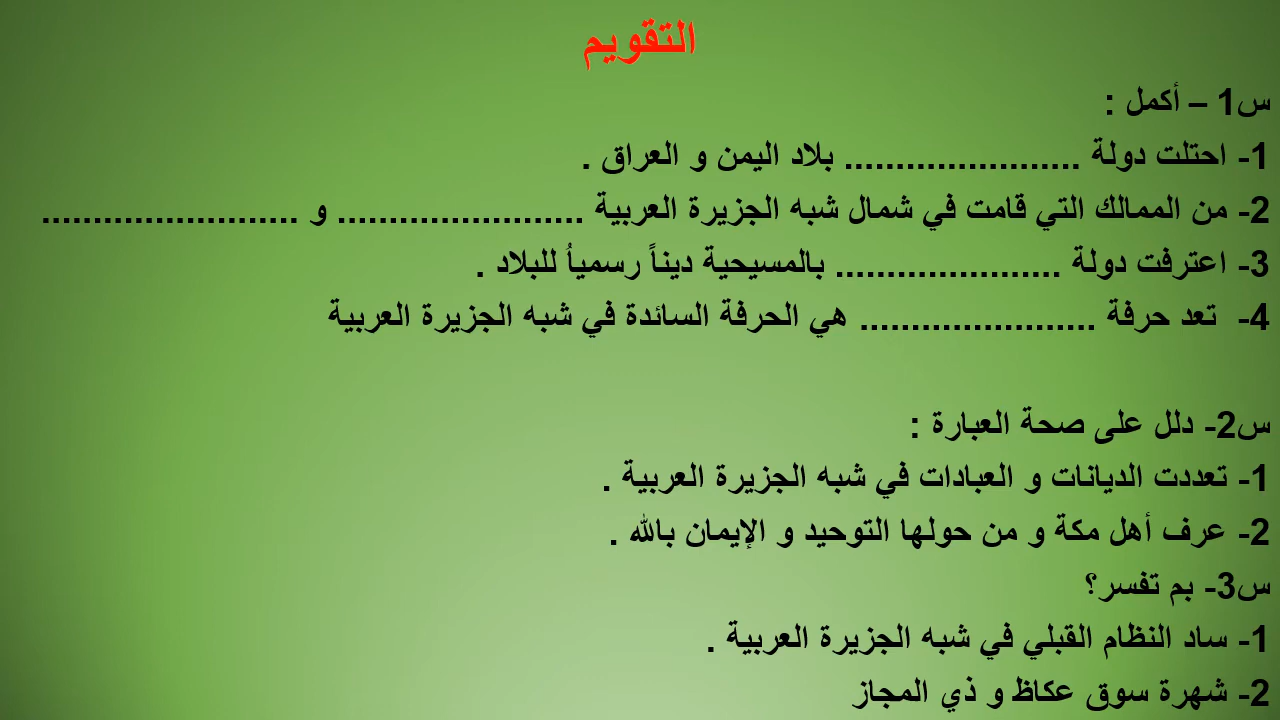 التقويم
س1 – أكمل :
1- احتلت دولة ...................... بلاد اليمن و العراق .
2- من الممالك التي قامت في شمال شبه الجزيرة العربية ........................ و .........................
3- اعترفت دولة ...................... بالمسيحية ديناً رسمياُ للبلاد .
4- تعد حرفة ....................... هي الحرفة السائدة في شبه الجزيرة العربية
س2- دلل على صحة العبارة :
1- تعددت الديانات و العبادات في شبه الجزيرة العربية .
2- عرف أهل مكة و من حولها التوحيد و الإيمان بالله .
س3- بم تفسر؟
1- ساد النظام القبلي في شبه الجزيرة العربية .
2- شهرة سوق عكاظ و ذي المجاز